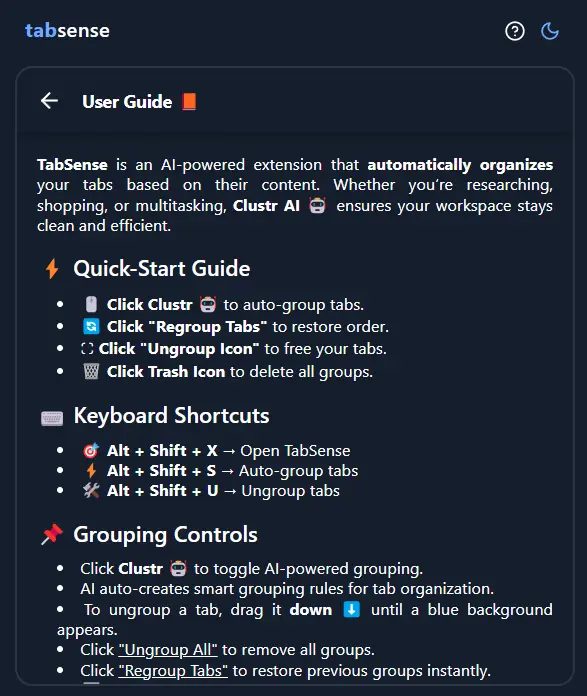 tabsense
User Guide
TabSense is an AI-powered extension that automatically organizes
your tabs based on their content. Whether you're researching,
shopping, or multitasking, Clustr AI 🤖 ensures your workspace stays
clean and efficient.
⚡ Quick-Start Guide
• 🖱️ Click Clustr 🤖 to auto-group tabs.
• 🔄 Click "Regroup Tabs" to restore order.
• ⛶ Click "Ungroup Icon" to free your tabs.
• 🗑️ Click Trash Icon to delete all groups.
⌨️ Keyboard Shortcuts
• 🎯 Alt + Shift + X → Open TabSense
• ⚡ Alt + Shift + S → Auto-group tabs
• 🛠️ Alt + Shift + U → Ungroup tabs
📌 Grouping Controls
• Click Clustr 🤖 to toggle AI-powered grouping.
• AI auto-creates smart grouping rules for tab organization.
• To ungroup a tab, drag it down ⬇️ until a blue background
appears.
• Click "Ungroup All" to remove all groups.
• Click "Regroup Tabs" to restore previous groups instantly.